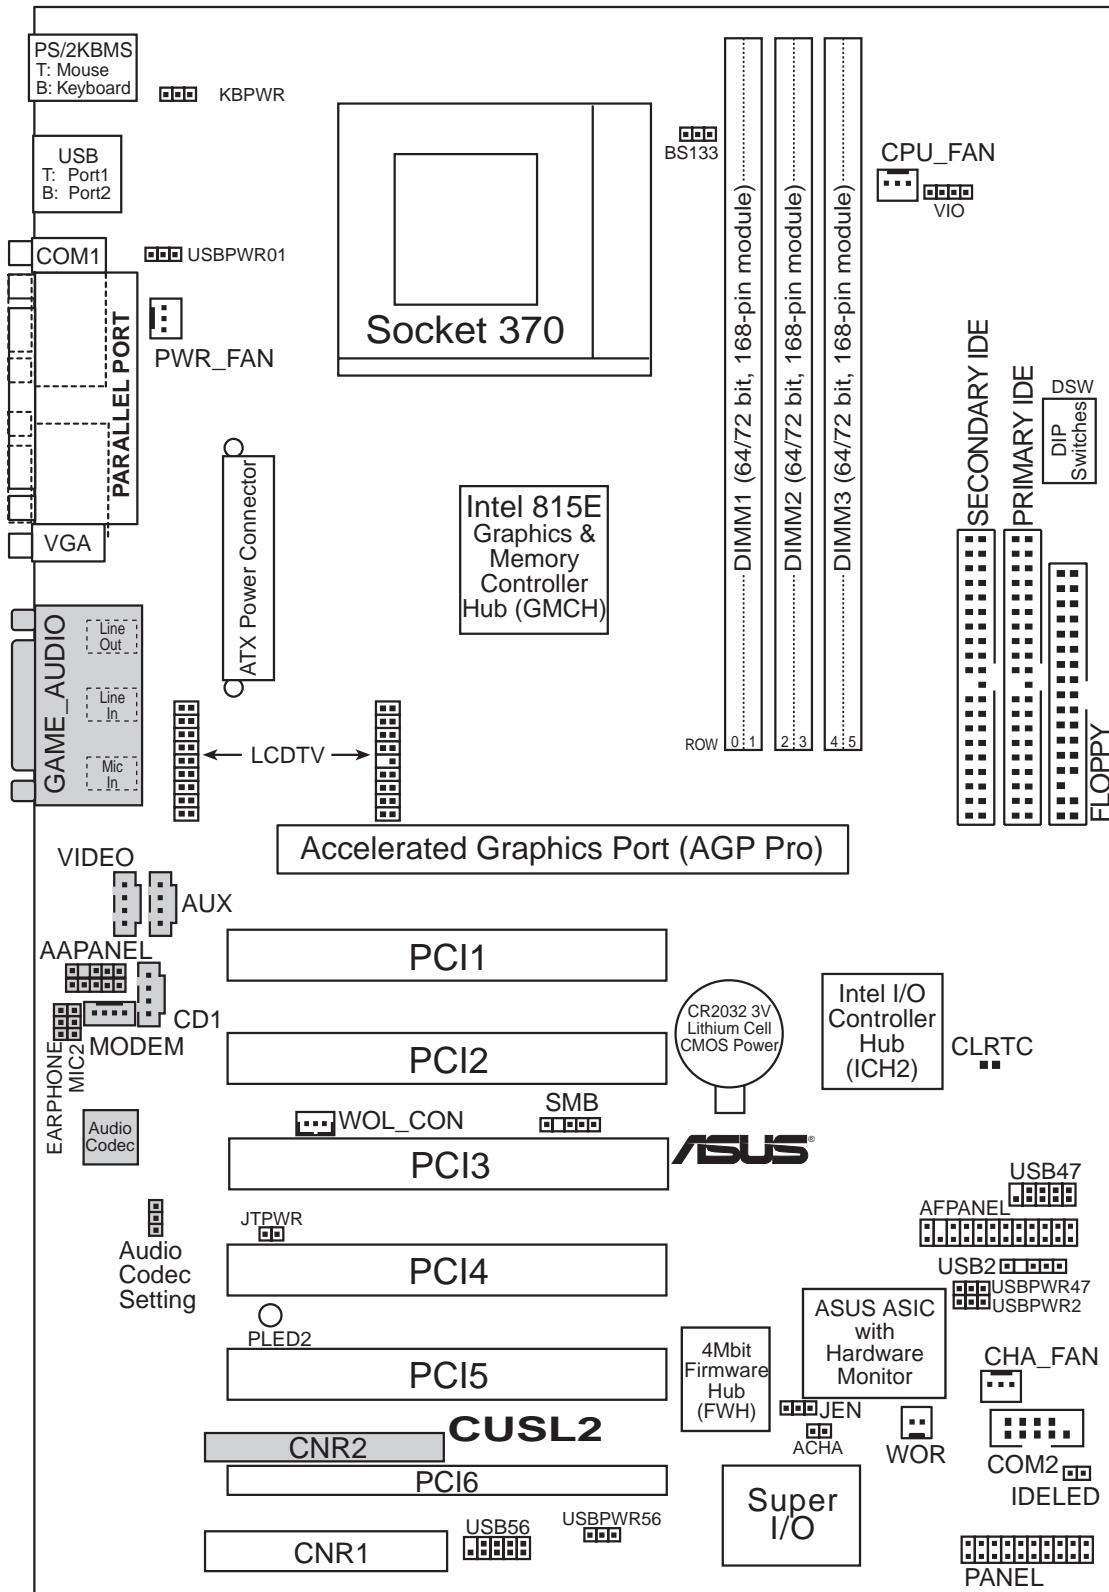 PS/2KBMS
T: Mouse
B: Keyboard
KBPWR
USB
T: Port1
B: Port2
COM1
USBPWR01
PARALLEL PORT
PWR_FAN
VGA
Socket 370
BS133
CPU_FAN
VIO
DIMM1 (64/72 bit, 168-pin module)
DIMM2 (64/72 bit, 168-pin module)
DIMM3 (64/72 bit, 168-pin module)
SECONDARY IDE
PRIMARY IDE
DSW
DIP
Switches
ATX Power Connector
Intel 815E
Graphics &
Memory
Controller
Hub (GMCH)
GAME_AUDIO
Line
Out
Line
In
Mic
In
LCDTV
ROW
0 1
2 3
4 5
FLOPPY
Accelerated Graphics Port (AGP Pro)
VIDEO
AUX
AAPANEL
CD1
MODEM
EARPHONE
MIC2
PCI1
PCI2
CR2032 3V
Lithium Cell
CMOS Power
Intel I/O
Controller
Hub
(ICH2)
CLRTC
Audio
Codec
WOL_CON
SMB
PCI3
ASUS®
USB47
AFPANEL
JTPWR
Audio
Codec
Setting
PCI4
USB2
USBPWR47
USBPWR2
PLED2
PCI5
4Mbit
Firmware
Hub
(FWH)
ASUS ASIC
with
Hardware
Monitor
CHA_FAN
JEN
ACHA
WOR
COM2
IDELED
CNR2
CUSL2
PCI6
Super
I/O
CNR1
USB56
USBPWR56
PANEL